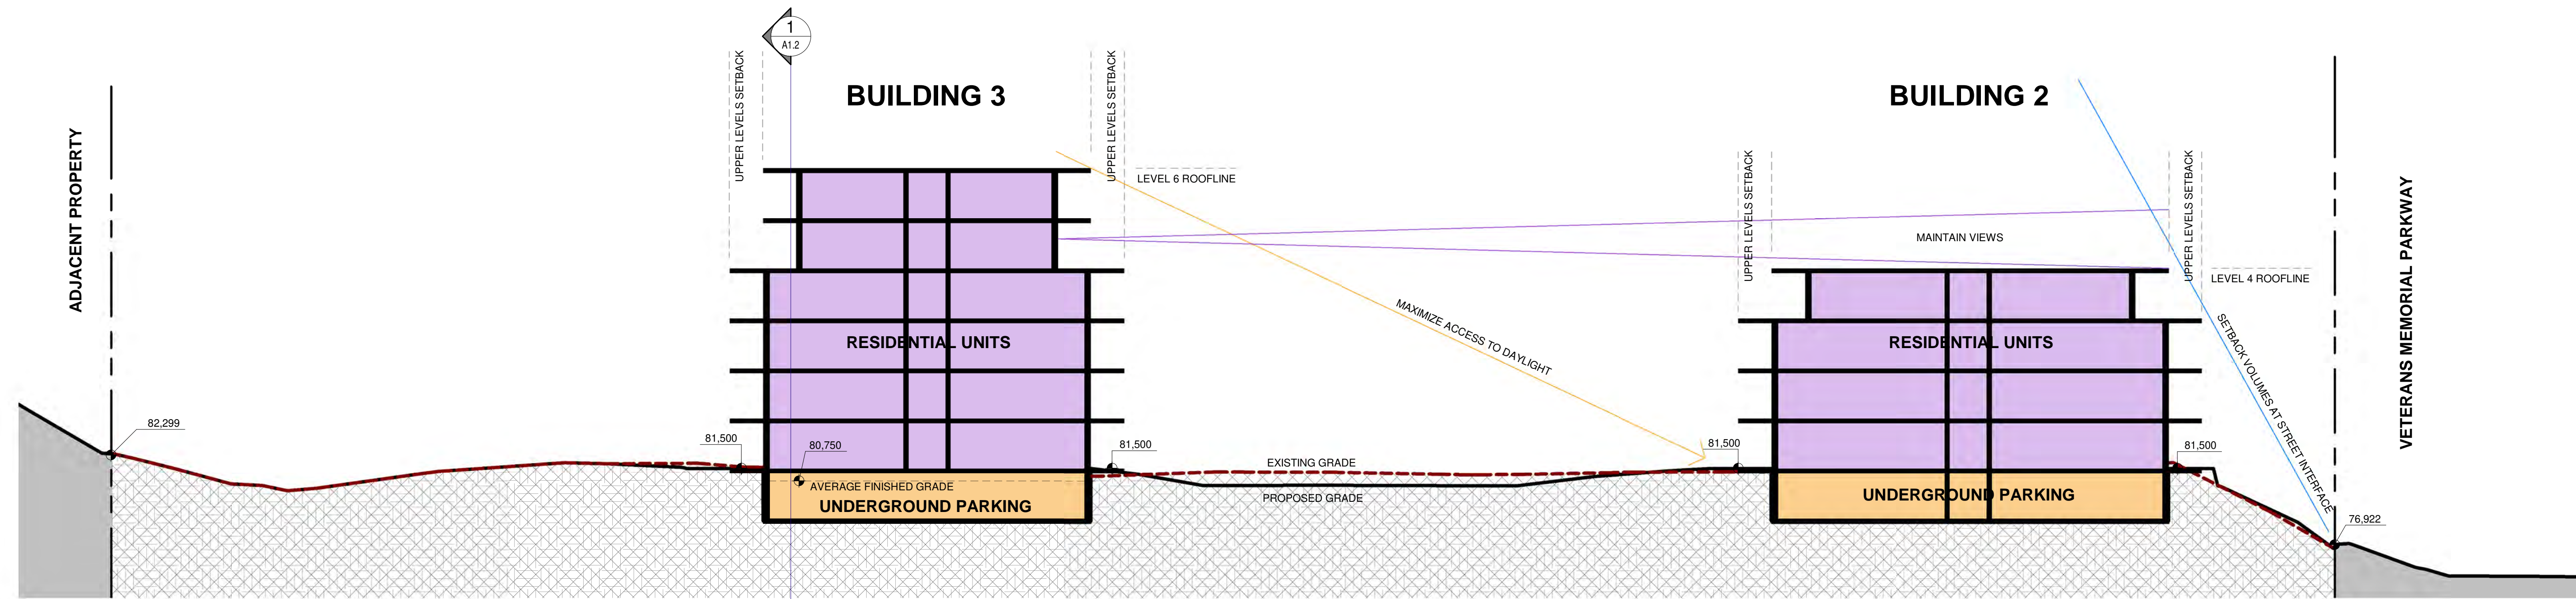 1
A1.2
UPPER LEVELS SETBACK
UPPER LEVELS SETBACK
BUILDING 3
BUILDING 2
ADJACENT PROPERTY
LEVEL 6 ROOFLINE
UPPER LEVELS SETBACK
UPPER LEVELS SETBACK
VETERANS MEMORIAL PARKWAY
MAINTAIN VIEWS
LEVEL 4 ROOFLINE
MAXIMIZE ACCESS TO DAYLIGHT
SETBACK VOLUMES AT STREET INTERFACE
RESIDENTIAL UNITS
RESIDENTIAL UNITS
82,299
81,500
80,750
81,500
81,500
81,500
EXISTING GRADE
AVERAGE FINISHED GRADE
PROPOSED GRADE
UNDERGROUND PARKING
UNDERGROUND PARKING
76,922